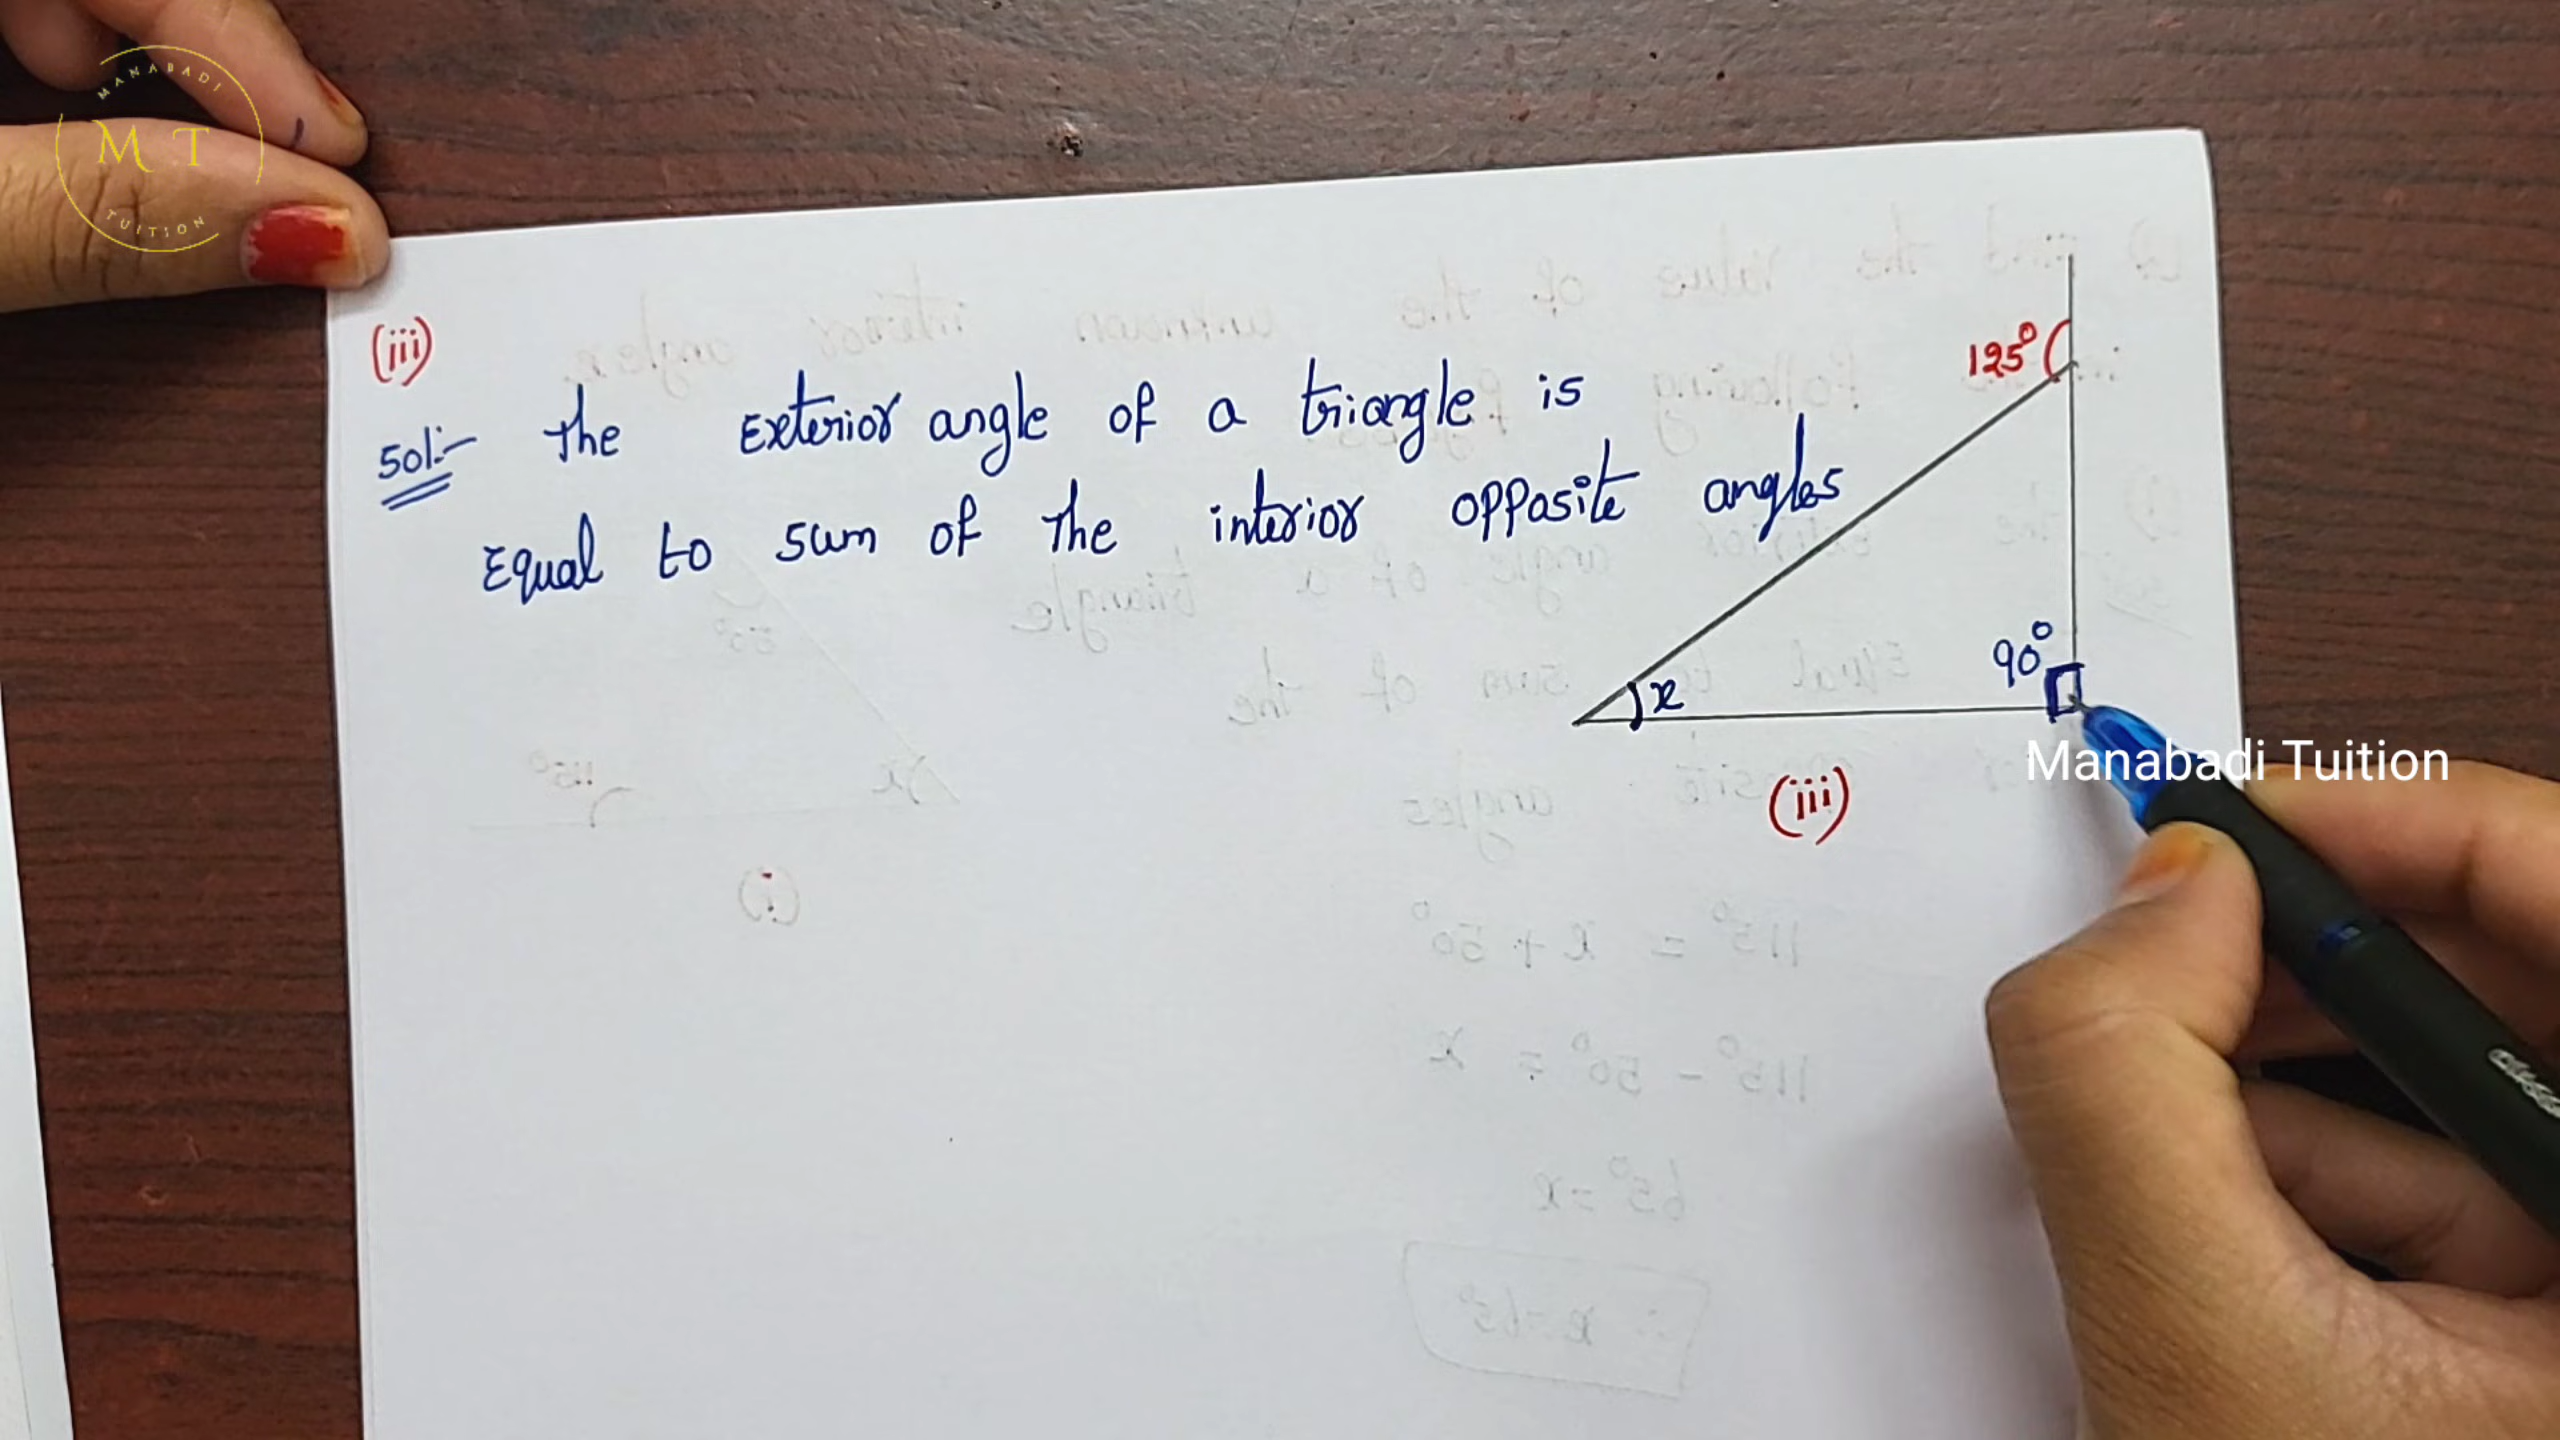 MANABADI
M T
TUITION
(iii)
Sol:- The Exterior angle of a triangle is
Equal to sum of the interior opposite angles
125°
90°
x
(iii)
Manabadi Tuition